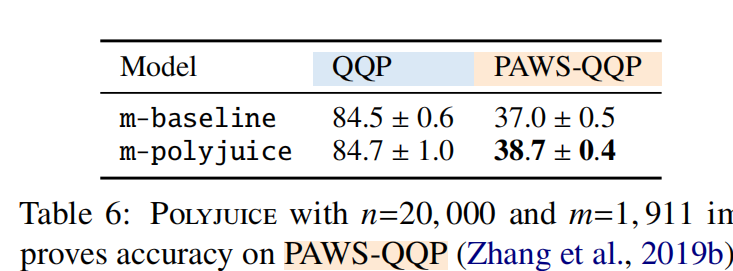 Model QQP PAWS-QQP
m-baseline 84.5 ± 0.6 37.0 ± 0.5
m-polyjuice 84.7 ± 1.0 38.7 ± 0.4
Table 6: POLYJUICE with n=20,000 and m=1,911 im
proves accuracy on PAWS-QQP (Zhang et al., 2019b)